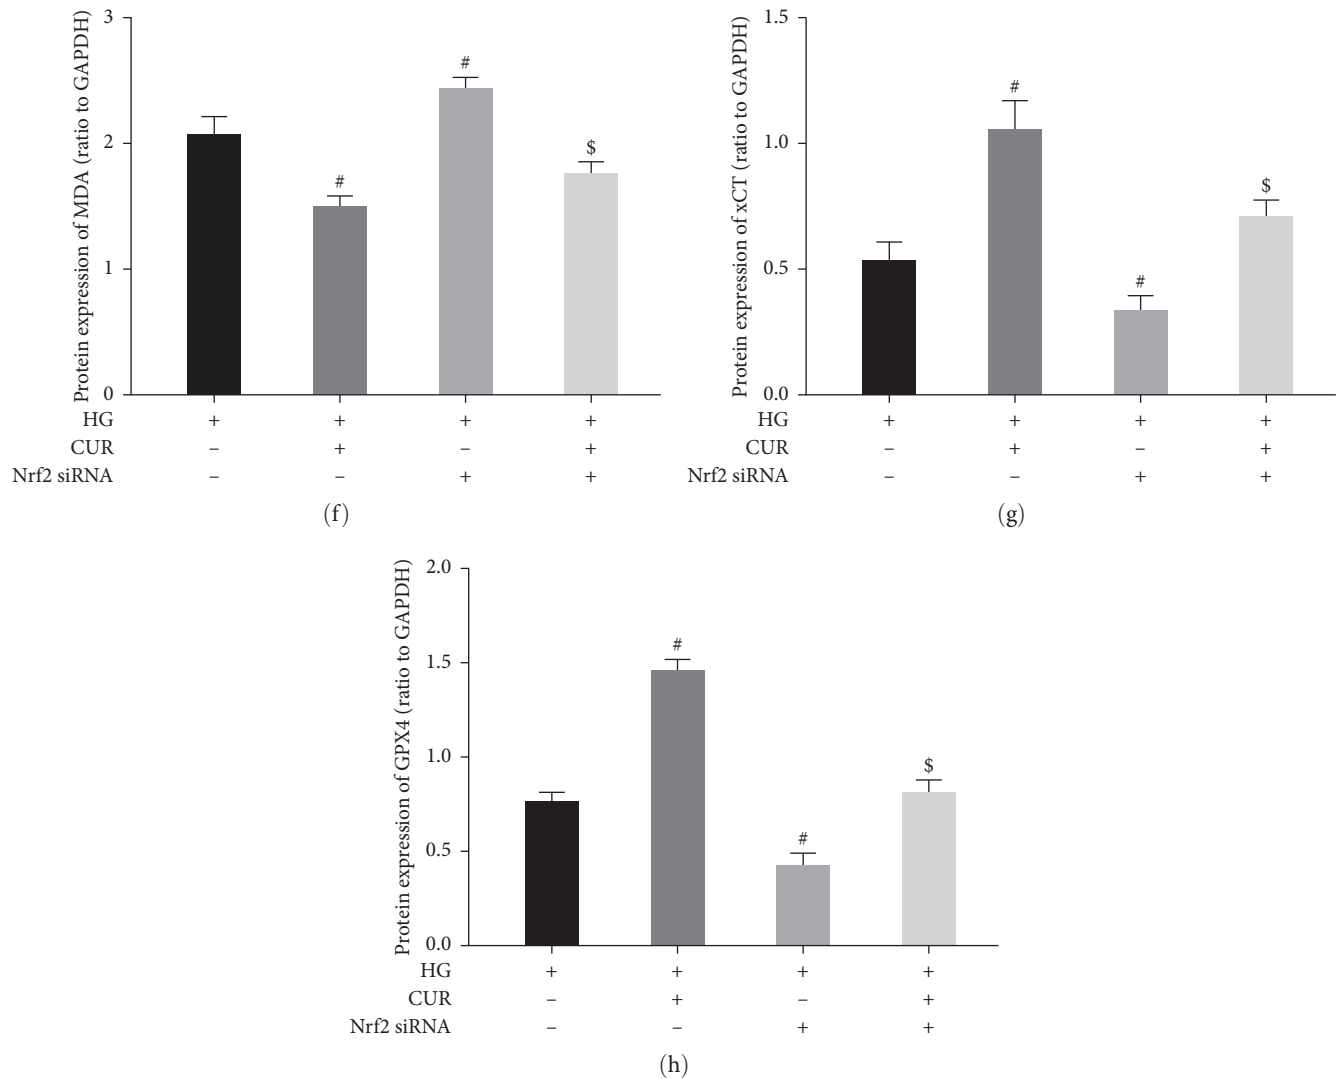 Protein expression of MDA (ratio to GAPDH)
3
2
1
0
#
#
$
HG + + + +
CUR – + – +
Nrf2 siRNA – – + +
(f)
Protein expression of xCT (ratio to GAPDH)
1.5
1.0
0.5
0.0
#
#
$
HG + + + +
CUR – + – +
Nrf2 siRNA – – + +
(g)
Protein expression of GPX4 (ratio to GAPDH)
2.0
1.5
1.0
0.5
0.0
#
#
$
HG + + + +
CUR – + – +
Nrf2 siRNA – – + +
(h)